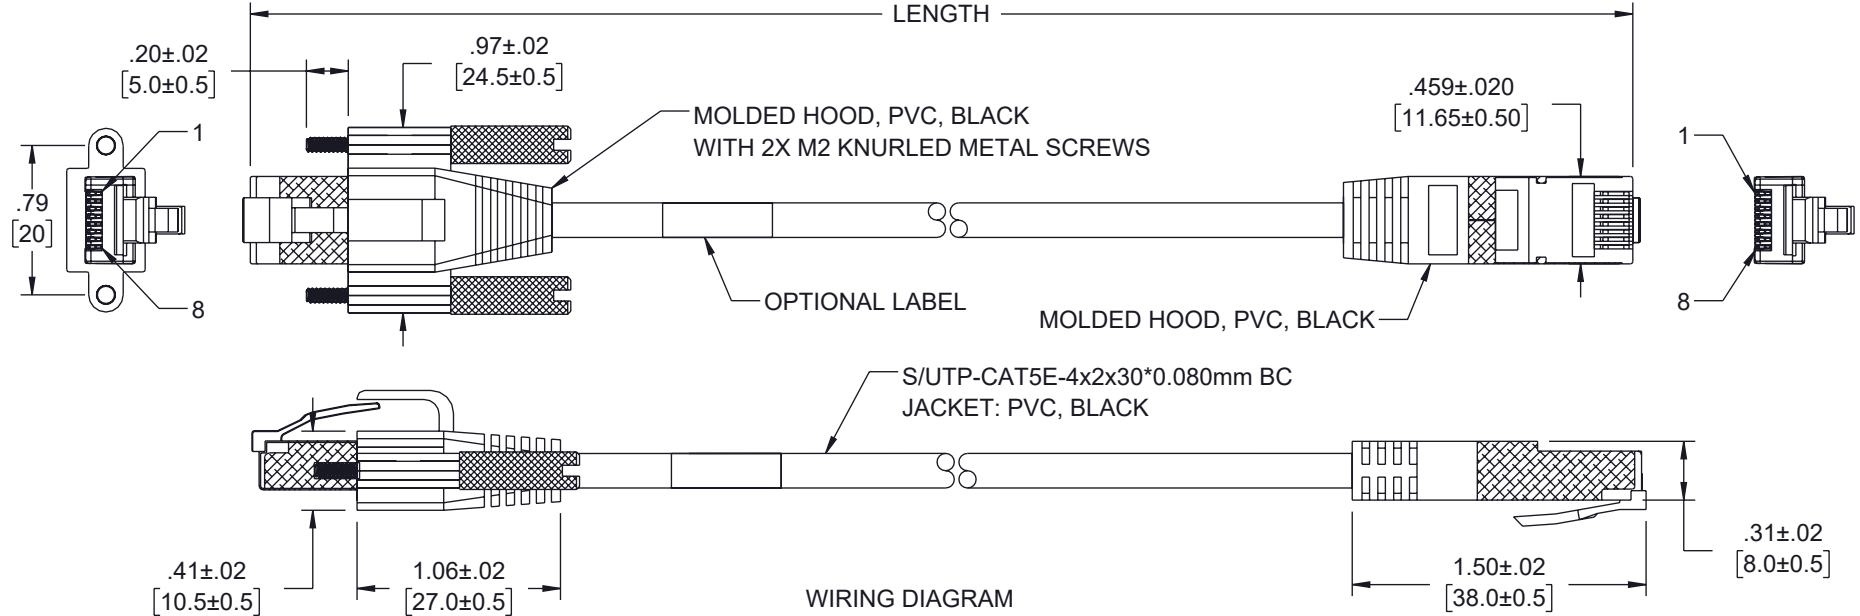 LENGTH
.20±.02
[5.0±0.5]
.97±.02
[24.5±0.5]
MOLDED HOOD, PVC, BLACK
WITH 2X M2 KNURLED METAL SCREWS
.459±.020
[11.65±0.50]
1
1
.79
[20]
8
OPTIONAL LABEL
MOLDED HOOD, PVC, BLACK
8
S/UTP-CAT5E-4x2x30*0.080mm BC
JACKET: PVC, BLACK
.41±.02
[10.5±0.5]
1.06±.02
[27.0±0.5]
WIRING DIAGRAM
1.50±.02
[38.0±0.5]
.31±.02
[8.0±0.5]